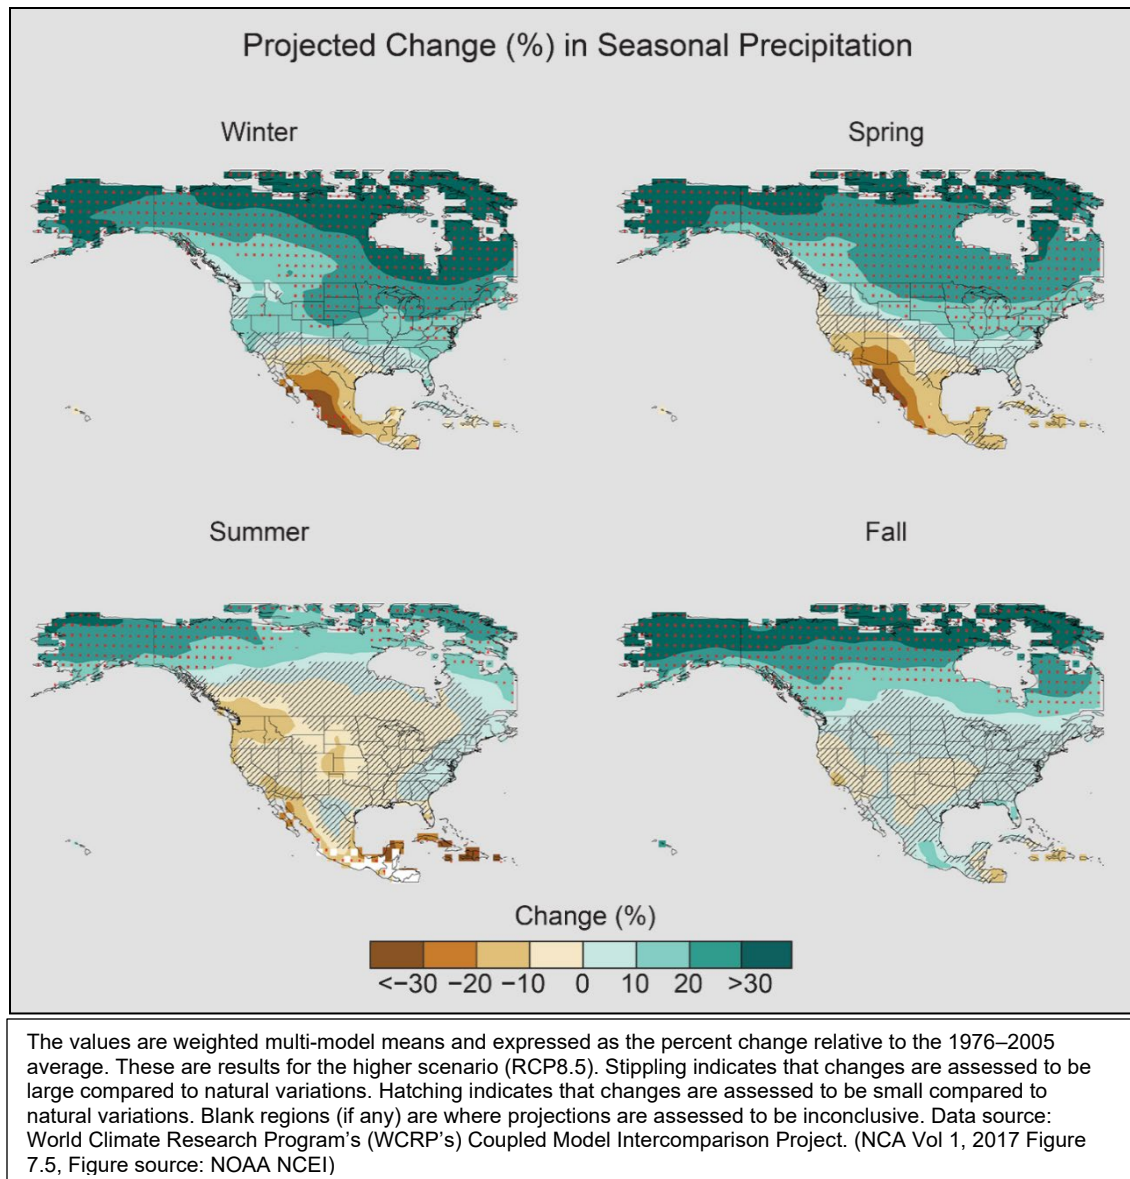 Projected Change (%) in Seasonal Precipitation
Winter
Spring
Summer
Fall
Change (%)
<−30 −20 −10 0 10 20 >30
The values are weighted multi-model means and expressed as the percent change relative to the 1976–2005
average. These are results for the higher scenario (RCP8.5). Stippling indicates that changes are assessed to be
large compared to natural variations. Hatching indicates that changes are assessed to be small compared to
natural variations. Blank regions (if any) are where projections are assessed to be inconclusive. Data source:
World Climate Research Program’s (WCRP’s) Coupled Model Intercomparison Project. (NCA Vol 1, 2017 Figure
7.5, Figure source: NOAA NCEI)